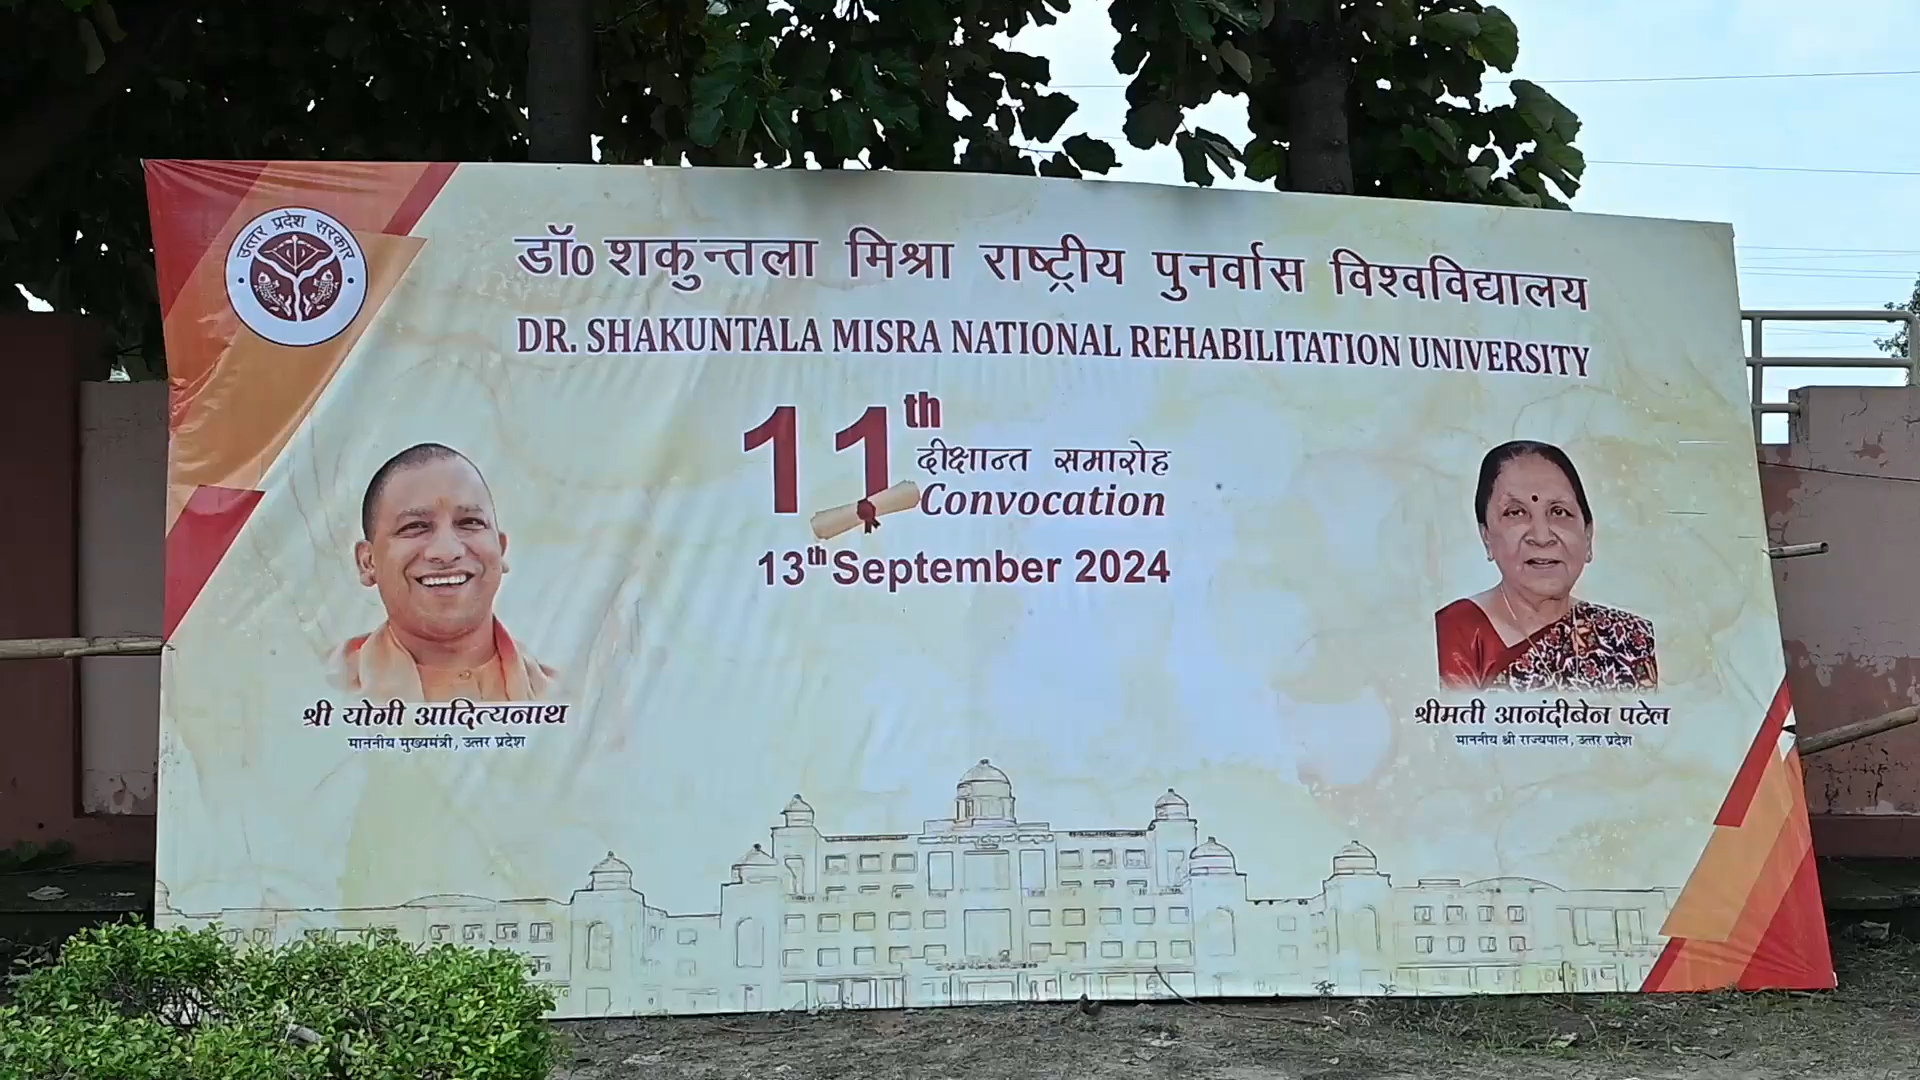 उत्तर प्रदेश सरकार
डॉ0 शकुन्तला मिश्रा राष्ट्रीय पुनर्वास विश्वविद्यालय
DR. SHAKUNTALA MISRA NATIONAL REHABILITATION UNIVERSITY
11th
दीक्षान्त समारोह
Convocation
13th September 2024
श्री योगी आदित्यनाथ
माननीय मुख्यमंत्री, उत्तर प्रदेश
श्रीमती आनंदीबेन पटेल
माननीय श्री राज्यपाल, उत्तर प्रदेश